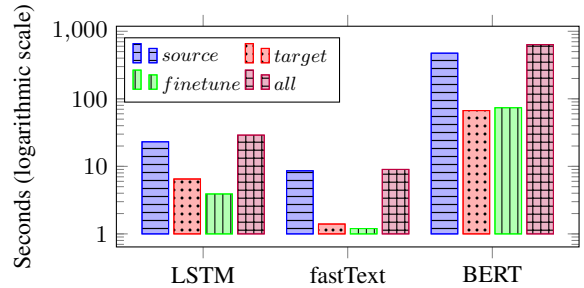 Seconds (logarithmic scale)
1,000
100
10
1
source target
finetune all
LSTM fastText BERT